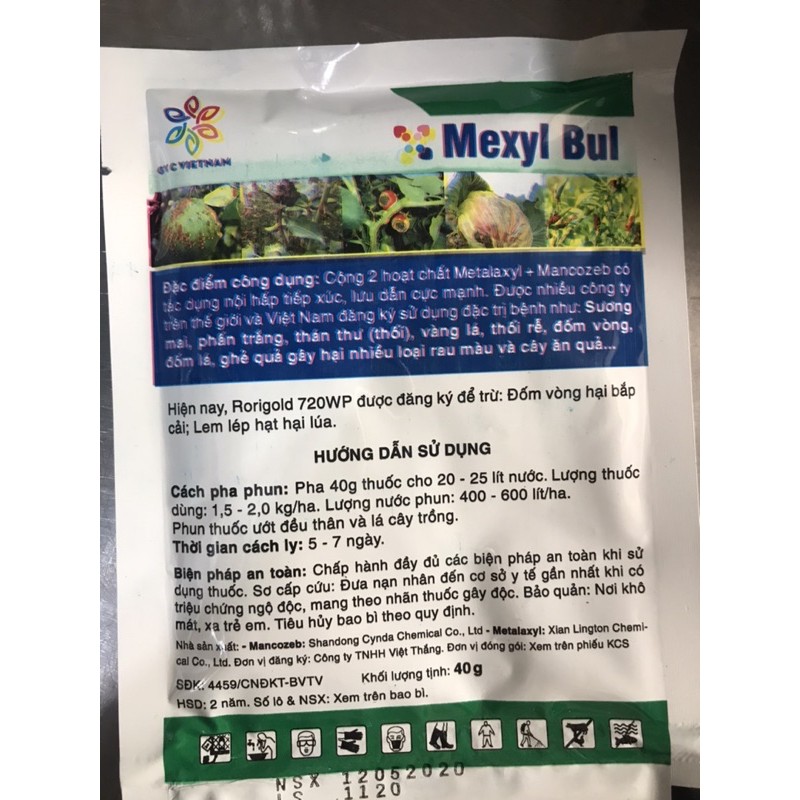 GYC VIETNAM
Mexyl Bul
Đặc điểm công dụng: Cộng 2 hoạt chất Metalaxyl + Mancozeb có
tác dụng nội hấp tiếp xúc, lưu dẫn cực mạnh. Được nhiều công ty
trên thế giới và Việt Nam đăng ký sử dụng đặc trị bệnh như: Sương
mai, phấn trắng, thán thư (thối), vàng lá, thối rễ, đốm vòng,
đốm lá, ghẻ quả gây hại nhiều loại rau màu và cây ăn quả...
Hiện nay, Rorigold 720WP được đăng ký để trừ: Đốm vòng hại bắp
cải; Lem lép hạt hại lúa.
HƯỚNG DẪN SỬ DỤNG
Cách pha phun: Pha 40g thuốc cho 20 - 25 lít nước. Lượng thuốc
dùng: 1,5 - 2,0 kg/ha. Lượng nước phun: 400 - 600 lít/ha.
Phun thuốc ướt đều thân và lá cây trồng.
Thời gian cách ly: 5 - 7 ngày.
Biện pháp an toàn: Chấp hành đầy đủ các biện pháp an toàn khi sử
dụng thuốc. Sơ cấp cứu: Đưa nạn nhân đến cơ sở y tế gần nhất khi có
triệu chứng ngộ độc, mang theo nhãn thuốc gây độc. Bảo quản: Nơi khô
mát, xa trẻ em. Tiêu hủy bao bì theo quy định.
Nhà sản xuất: - Mancozeb: Shandong Cynda Chemical Co., Ltd - Metalaxyl: Xian Lington Chemi-
cal Co., Ltd. Đơn vị đăng ký: Công ty TNHH Việt Thắng. Đơn vị đóng gói: Xem trên phiếu KCS
SĐK: 4459/CNĐKT-BVTV Khối lượng tịnh: 40g
HSD: 2 năm. Số lô & NSX: Xem trên bao bì.
NSX 12052020
LS 1120